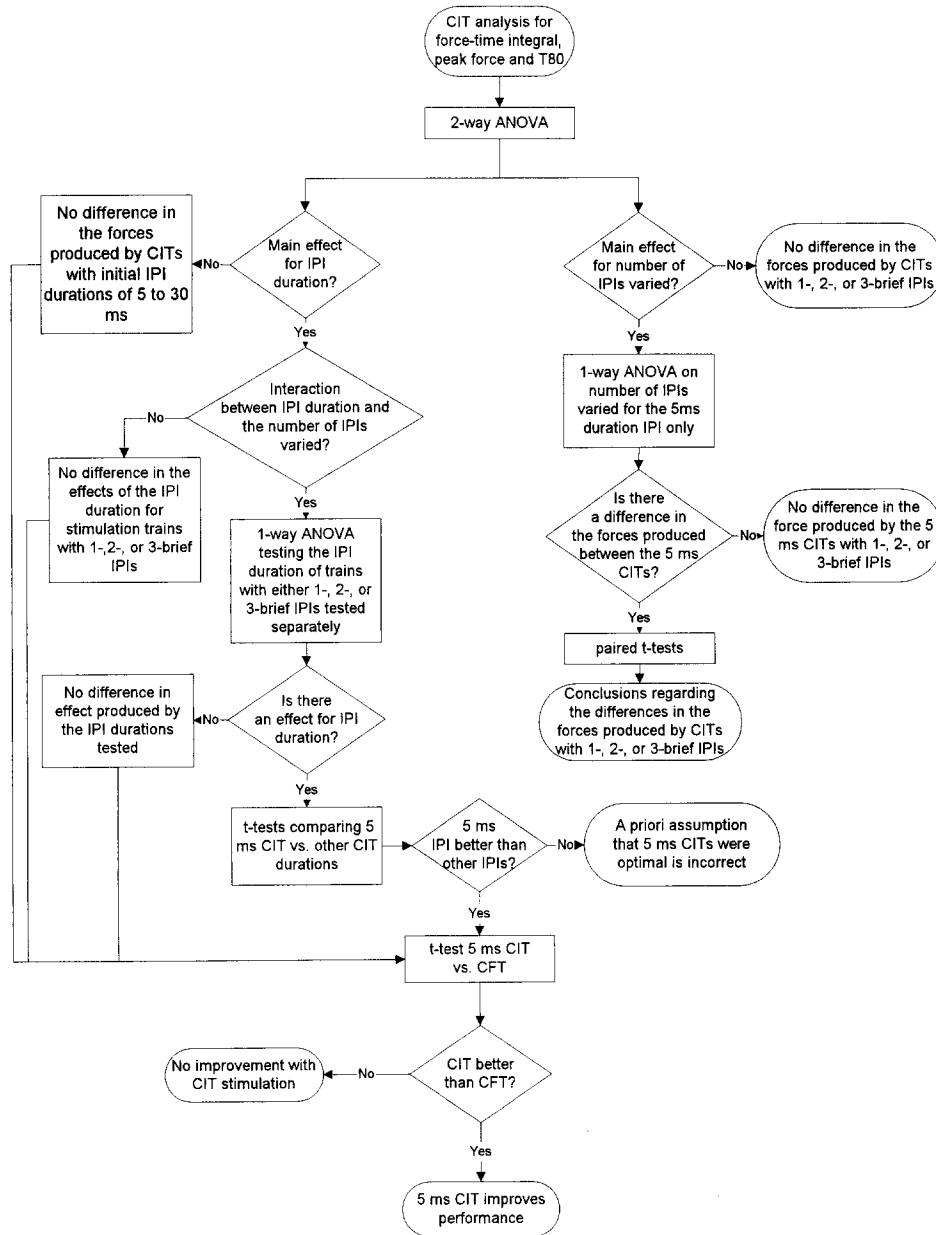 CIT analysis for
force-time integral,
peak force and T80
2-way ANOVA
No difference in
the forces
produced by CITs
with initial IPI
durations of 5 to 30
ms
No
Main effect
for IPI
duration?
Main effect
for number of
IPIs varied?
No
No difference in the
forces produced by CITs
with 1-, 2-, or 3-brief IPIs
Yes
Yes
Interaction
between IPI duration and
the number of IPIs
varied?
No
1-way ANOVA on
number of IPIs
varied for the 5ms
duration IPI only
No difference in the
effects of the IPI
duration for
stimulation trains
with 1-,2-, or 3-brief
IPIs
Yes
1-way ANOVA
testing the IPI
duration of trains
with either 1-, 2-, or
3-brief IPIs tested
separately
Is there
a difference in
the forces produced
between the 5 ms
CITs?
No
No difference in the
force produced by the 5
ms CITs with 1-, 2-, or
3-brief IPIs
Yes
paired t-tests
No difference in
effect produced by
the IPI durations
tested
No
Is there
an effect for IPI
duration?
Conclusions regarding
the differences in the
forces produced by CITs
with 1-, 2-, or 3-brief IPIs
Yes
t-tests comparing 5
ms CIT vs. other CIT
durations
5 ms
IPI better than
other IPIs?
No
A priori assumption
that 5 ms CITs were
optimal is incorrect
Yes
t-test 5 ms CIT
vs. CFT
No improvement with
CIT stimulation
No
CIT better
than CFT?
Yes
5 ms CIT improves
performance